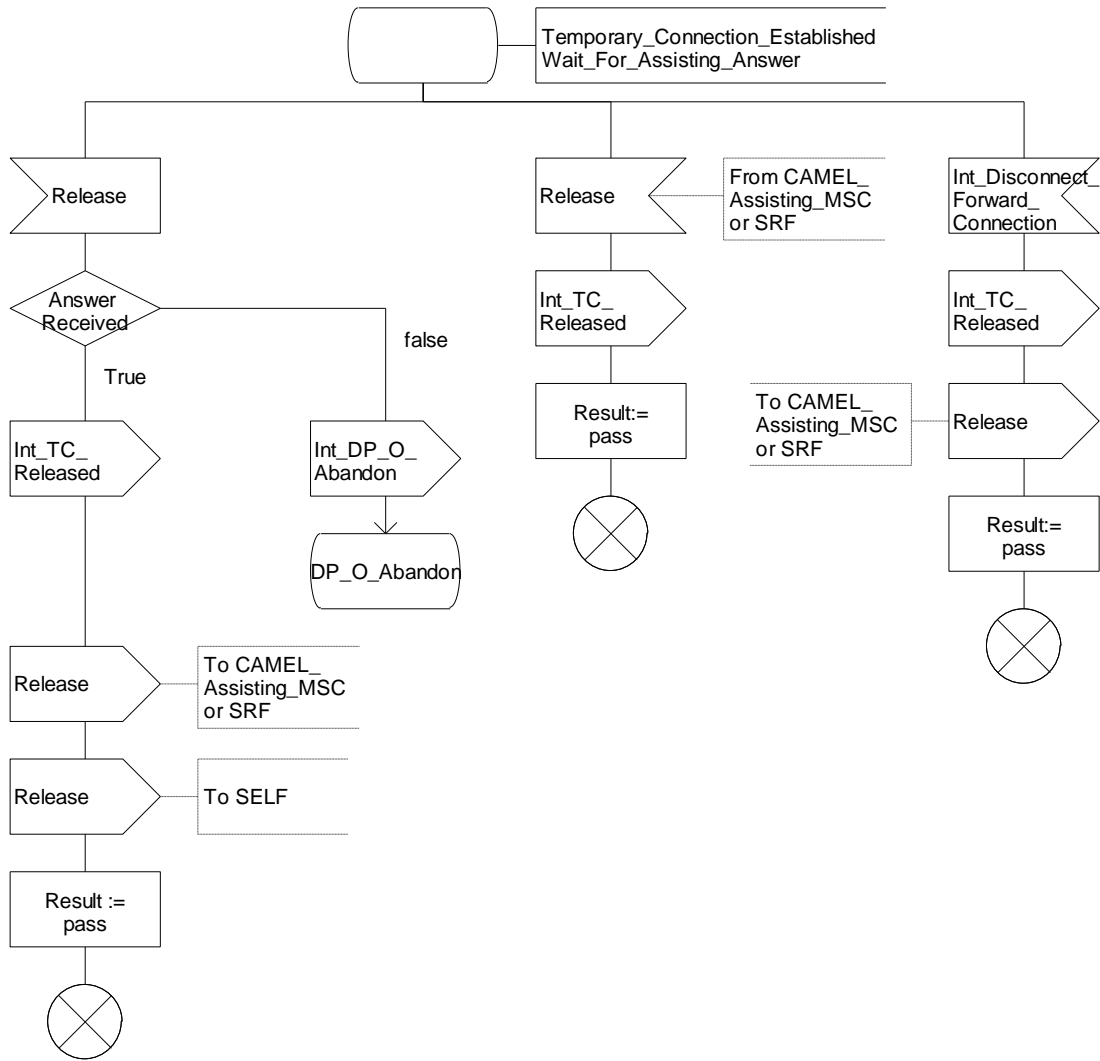 Temporary_Connection_Established
Wait_For_Assisting_Answer
Release
Release
From CAMEL_
Assisting_MSC
or SRF
Int_Disconnect_
Forward_
Connection
Answer
Received
false
True
Int_TC_
Released
Int_TC_
Released
Int_TC_
Released
Int_DP_O_
Abandon
Result:=
pass
To CAMEL_
Assisting_MSC
or SRF
Release
DP_O_Abandon
Result:=
pass
Release
To CAMEL_
Assisting_MSC
or SRF
Release
To SELF
Result :=
pass